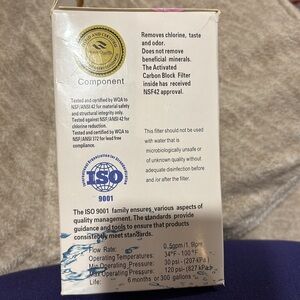 Component
Tested and certified by WQA to
NSF/ANSI 42 for material safety
and structural integrity only.
Tested against NSF/ANSI 42 for
chlorine reduction.
Tested and certified by WQA to
NSF/ANSI 372 for lead free
compliance.
Removes chlorine, taste
and odor.
Does not remove
beneficial minerals.
The Activated
Carbon Block Filter
inside has received
NSF42 approval.
This filter should not be used
with water that is
microbiologically unsafe or
of unknown quality without
adequate disinfection before
and /or after the filter.
ISO
9001
The ISO 9001 family ensures various aspects of
quality management. The standards provide
guidance and tools to ensure that products
consistently meet standards.
Flow Rate: 0.5gpm/1.9lpm
Operating Temperatures: 34°F - 100°F
Min Operating Pressure: 30 psi - (207 kPa)
Max Operating Pressure: 120 psi (827 kPa)
Life: 6 months or 300 gallons